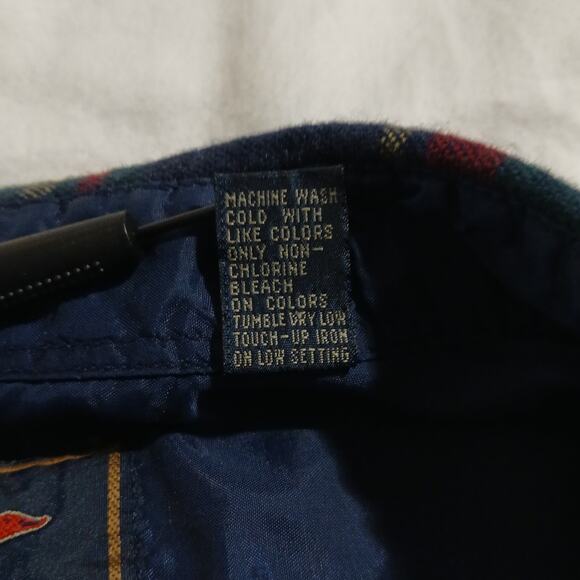 MACHINE WASH
COLD WITH
LIKE COLORS
ONLY NON-
CHLORINE
BLEACH
ON COLORS
TUMBLE DRY LOW
TOUCH-UP IRON
ON LOW SETTING